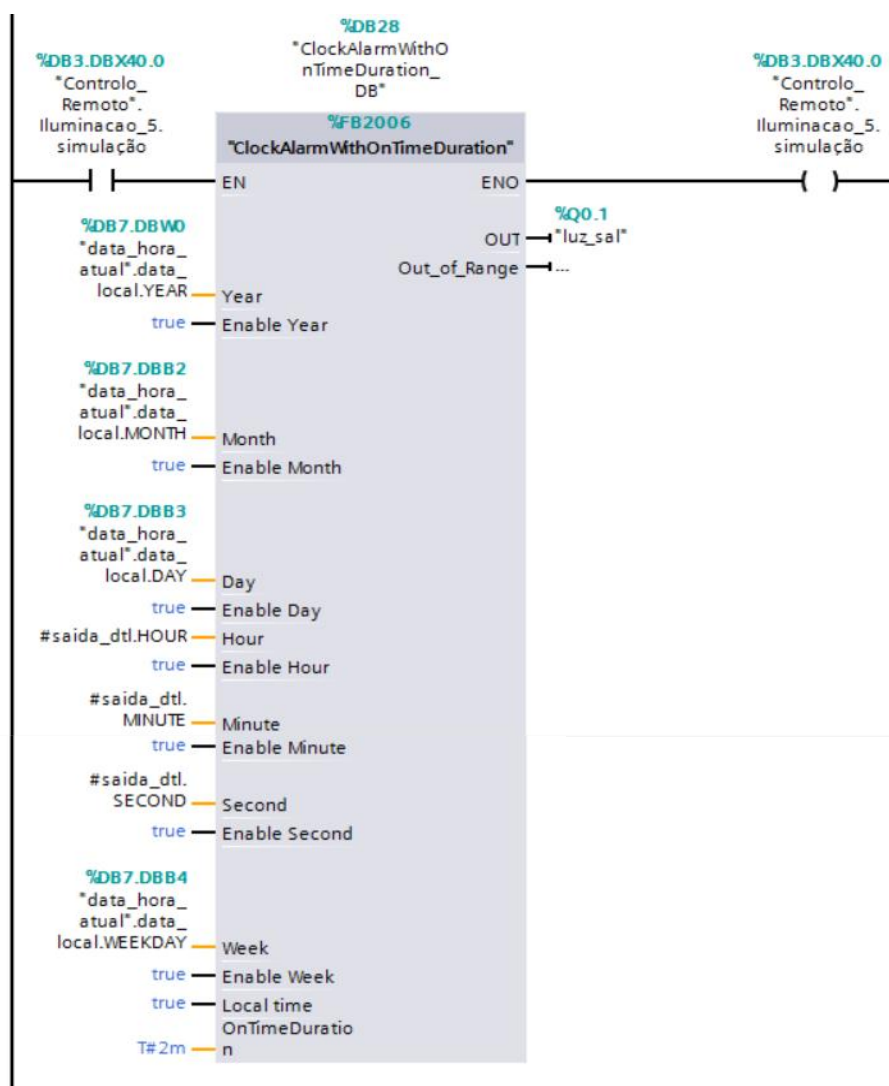 %DB28
"ClockAlarmWithO
nTimeDuration_
DB"
%DB3.DBX40.0
"Controlo_
Remoto".
Iluminacao_5.
simulação
%DB3.DBX40.0
"Controlo_
Remoto".
Iluminacao_5.
simulação
%FB2006
"ClockAlarmWithOnTimeDuration"
EN
ENO
OUT
%Q0.1
"luz_sal"
Out_of_Range
...
%DB7.DBW0
"data_hora_
atual".data_
local.YEAR
Year
true
Enable Year
%DB7.DBB2
"data_hora_
atual".data_
local.MONTH
Month
true
Enable Month
%DB7.DBB3
"data_hora_
atual".data_
local.DAY
Day
true
Enable Day
#saida_dtl.HOUR
Hour
true
Enable Hour
#saida_dtl.
MINUTE
Minute
true
Enable Minute
#saida_dtl.
SECOND
Second
true
Enable Second
%DB7.DBB4
"data_hora_
atual".data_
local.WEEKDAY
Week
true
Enable Week
true
Local time
OnTimeDuratio
T#2m
n